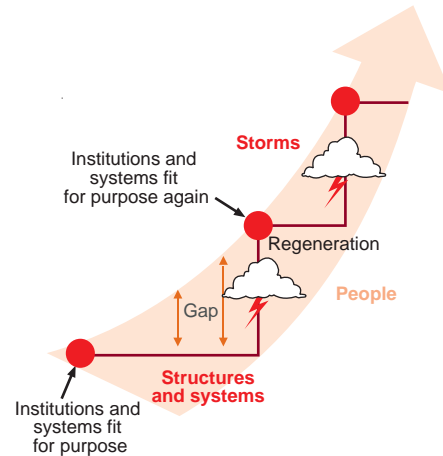 Storms
Institutions and
systems fit
for purpose again
Regeneration
People
Gap
Structures
and systems
Institutions and
systems fit
for purpose